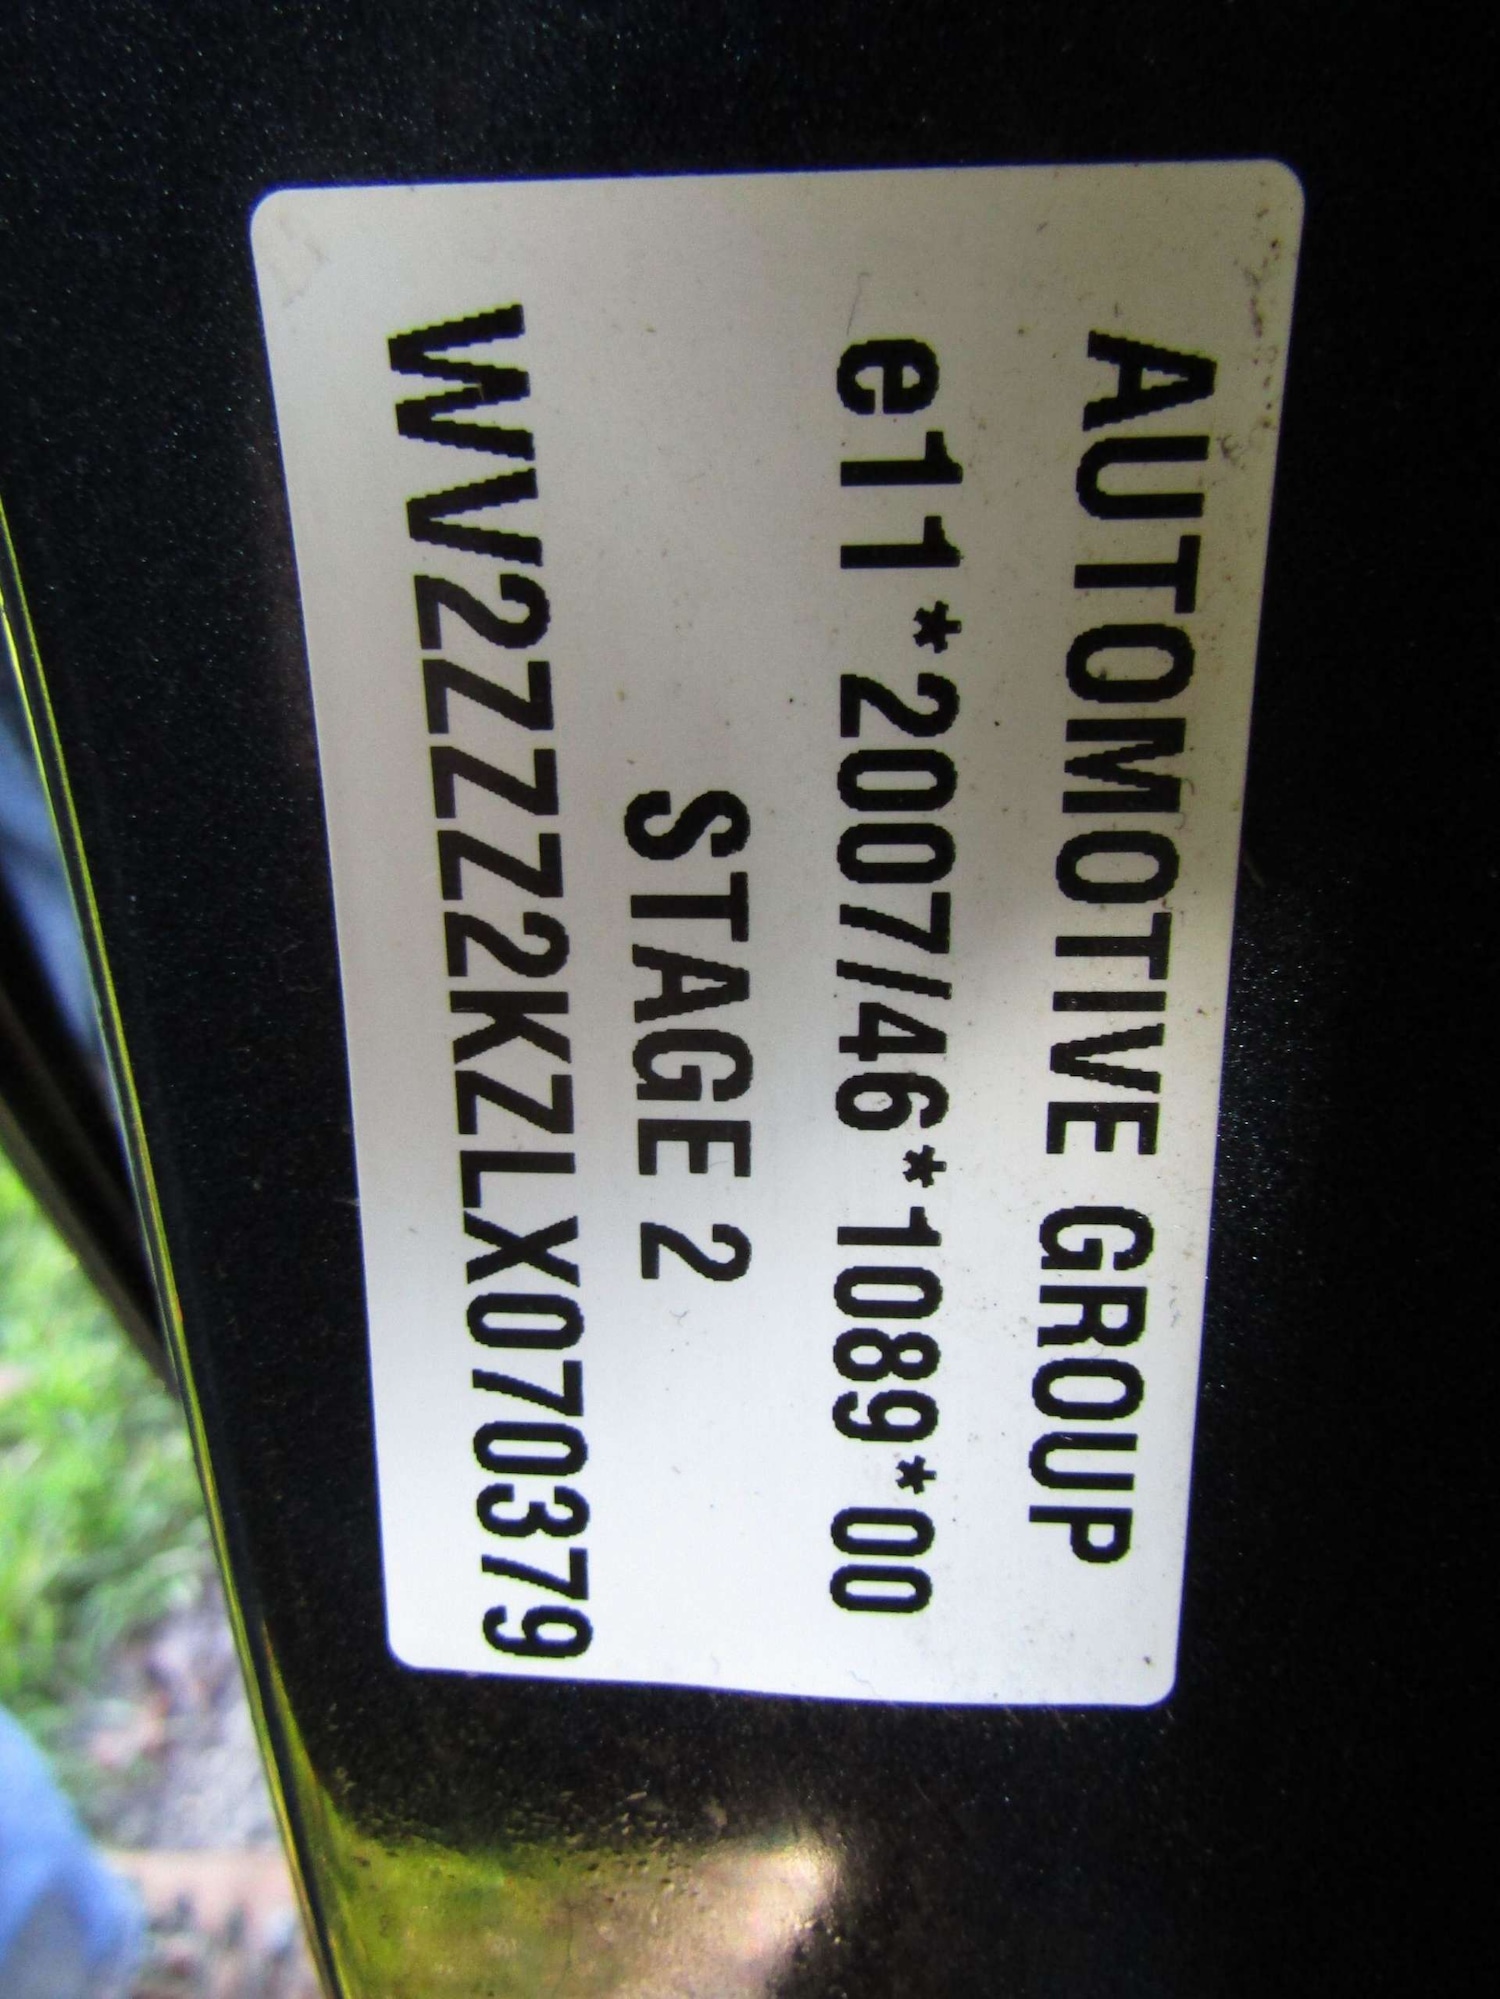 AUTOMOTIVE GROUP
e11*2007/46*1089*00
STAGE 2
WV2ZZZ2KZLX070379